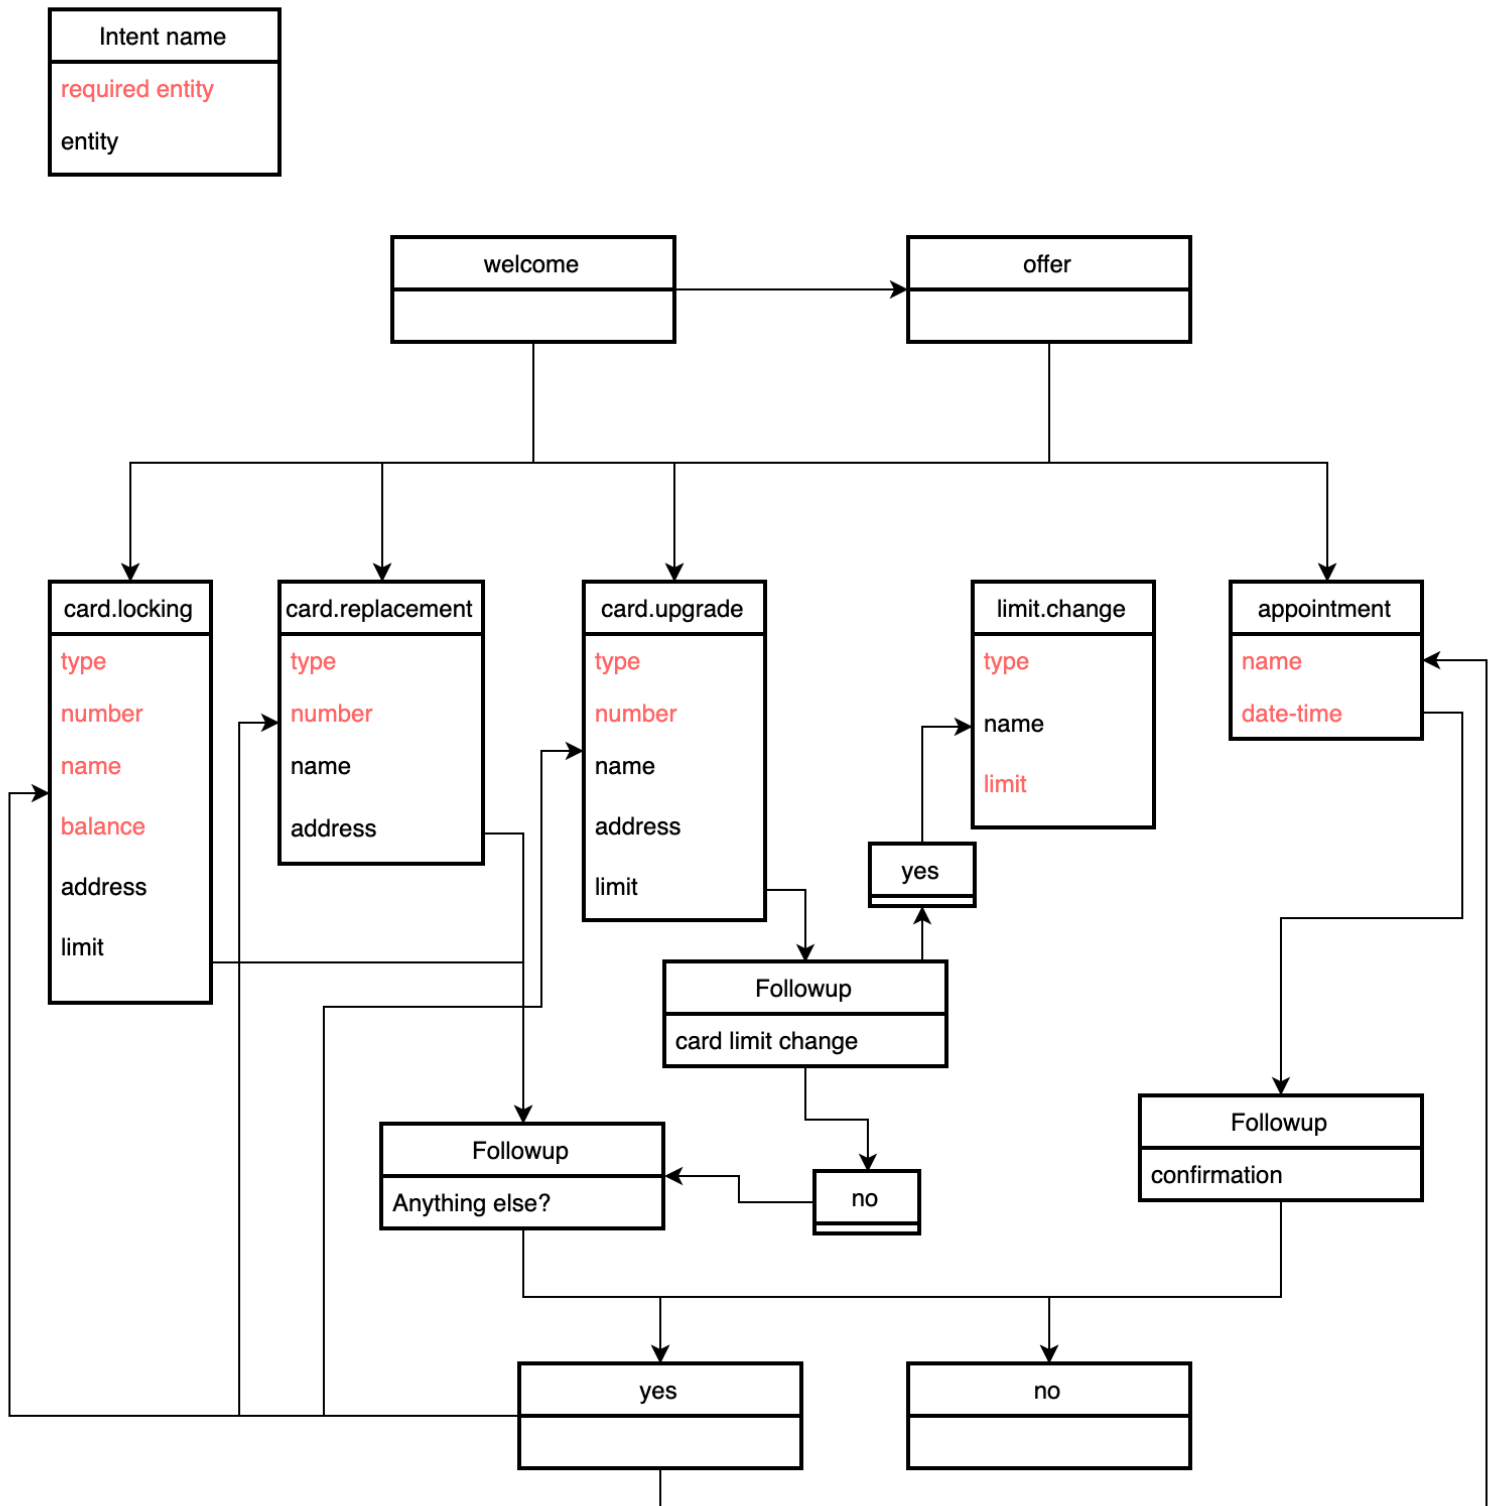 Intent name
required entity
entity
welcome
offer
card.locking
type
number
name
balance
address
limit
card.replacement
type
number
name
address
card.upgrade
type
number
name
address
limit
limit.change
type
name
limit
appointment
name
date-time
yes
Followup
card limit change
Followup
Anything else?
no
Followup
confirmation
yes
no